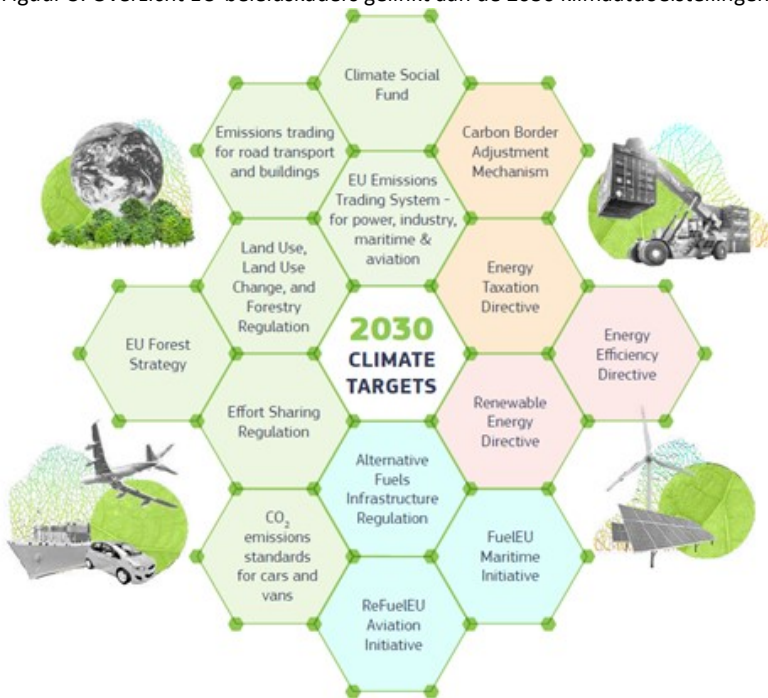 Figuur Overzicht EU-beleidskaders gelinkt aan de 2030 klimaatdoelstellingen
Climate Social
Fund
Emissions trading
for road transport
and buildings
Carbon Border
Adjustment
Mechanism
EU Emissions
Trading System –
for power, industry,
maritime &
aviation
Land Use,
Land Use
Change, and
Forestry
Regulation
Energy
Taxation
Directive
EU Forest
Strategy
2030
CLIMATE
TARGETS
Energy
Efficiency
Directive
Effort Sharing
Regulation
Renewable
Energy
Directive
Alternative
Fuels
Infrastructure
Regulation
CO₂
emissions
standards
for cars and
vans
FuelEU
Maritime
Initiative
ReFuelEU
Aviation
Initiative